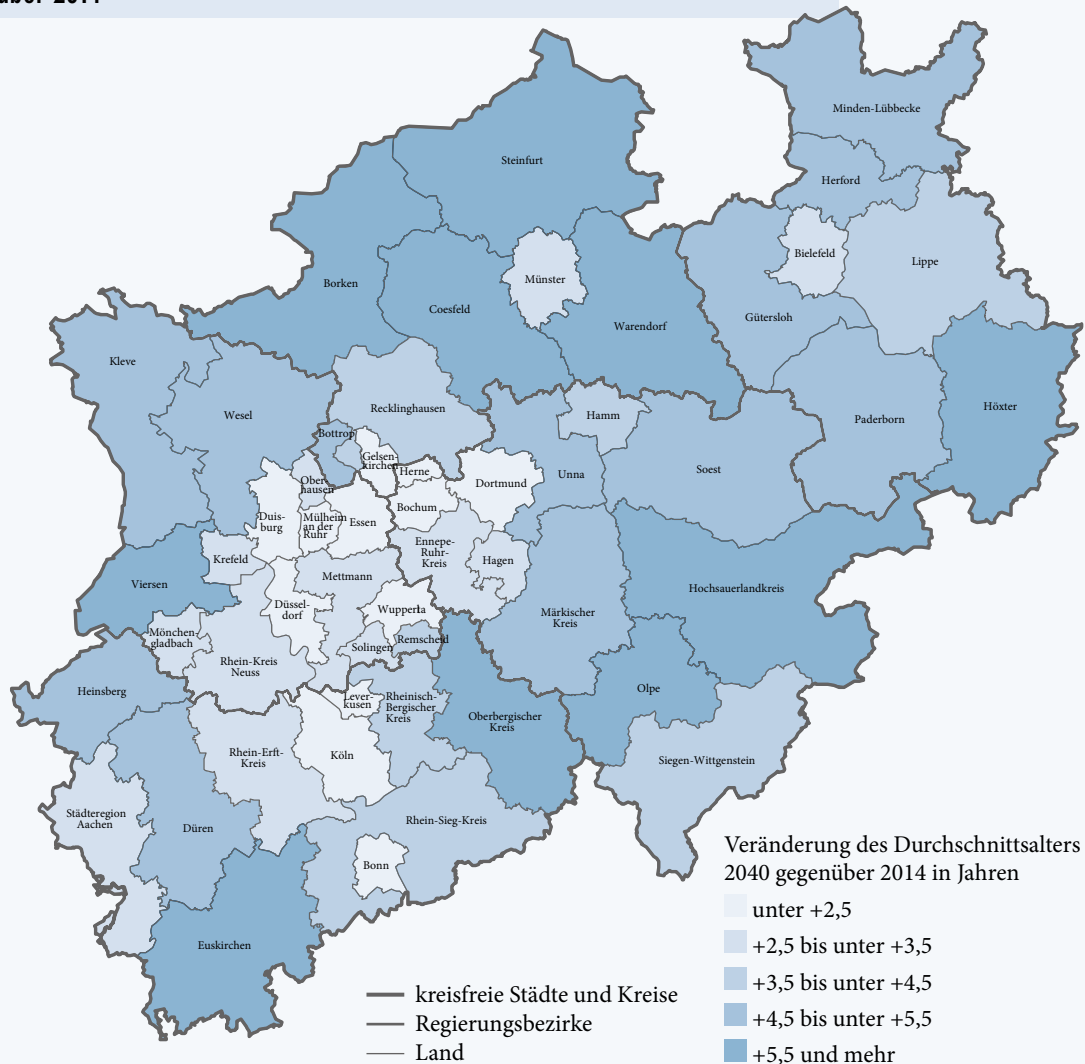 Minden-Lübbecke
Steinfurt
Herford
Bielefeld
Lippe
Münster
Borken
Coesfeld
Gütersloh
Warendorf
Kleve
Höxter
Recklinghausen
Wesel
Hamm
Paderborn
Bottrop
Gelsen-
kirchen
Soest
Unna
Herne
Ober-
hausen
Dortmund
Bochum
Duis-
burg
Mülheim
an der
Ruhr
Essen
Ennepe-
Ruhr-
Kreis
Hagen
Krefeld
Mettmann
Viersen
Hochsauerlandkreis
Düssel-
dorf
Wupperta
Märkischer
Kreis
Mönchen-
gladbach
Remscheid
Solingen
Rhein-Kreis
Neuss
Heinsberg
Olpe
Lever-
kusen
Rheinisch-
Bergischer
Kreis
Oberbergischer
Kreis
Rhein-Erft-
Kreis
Köln
Siegen-Wittgenstein
Städteregion
Aachen
Düren
Rhein-Sieg-Kreis
Bonn
Euskirchen
Veränderung des Durchschnittsalters
2040 gegenüber 2014 in Jahren
unter +2,5
+2,5 bis unter +3,5
+3,5 bis unter +4,5
+4,5 bis unter +5,5
+5,5 und mehr
kreisfreie Städte und Kreise
Regierungsbezirke
Land